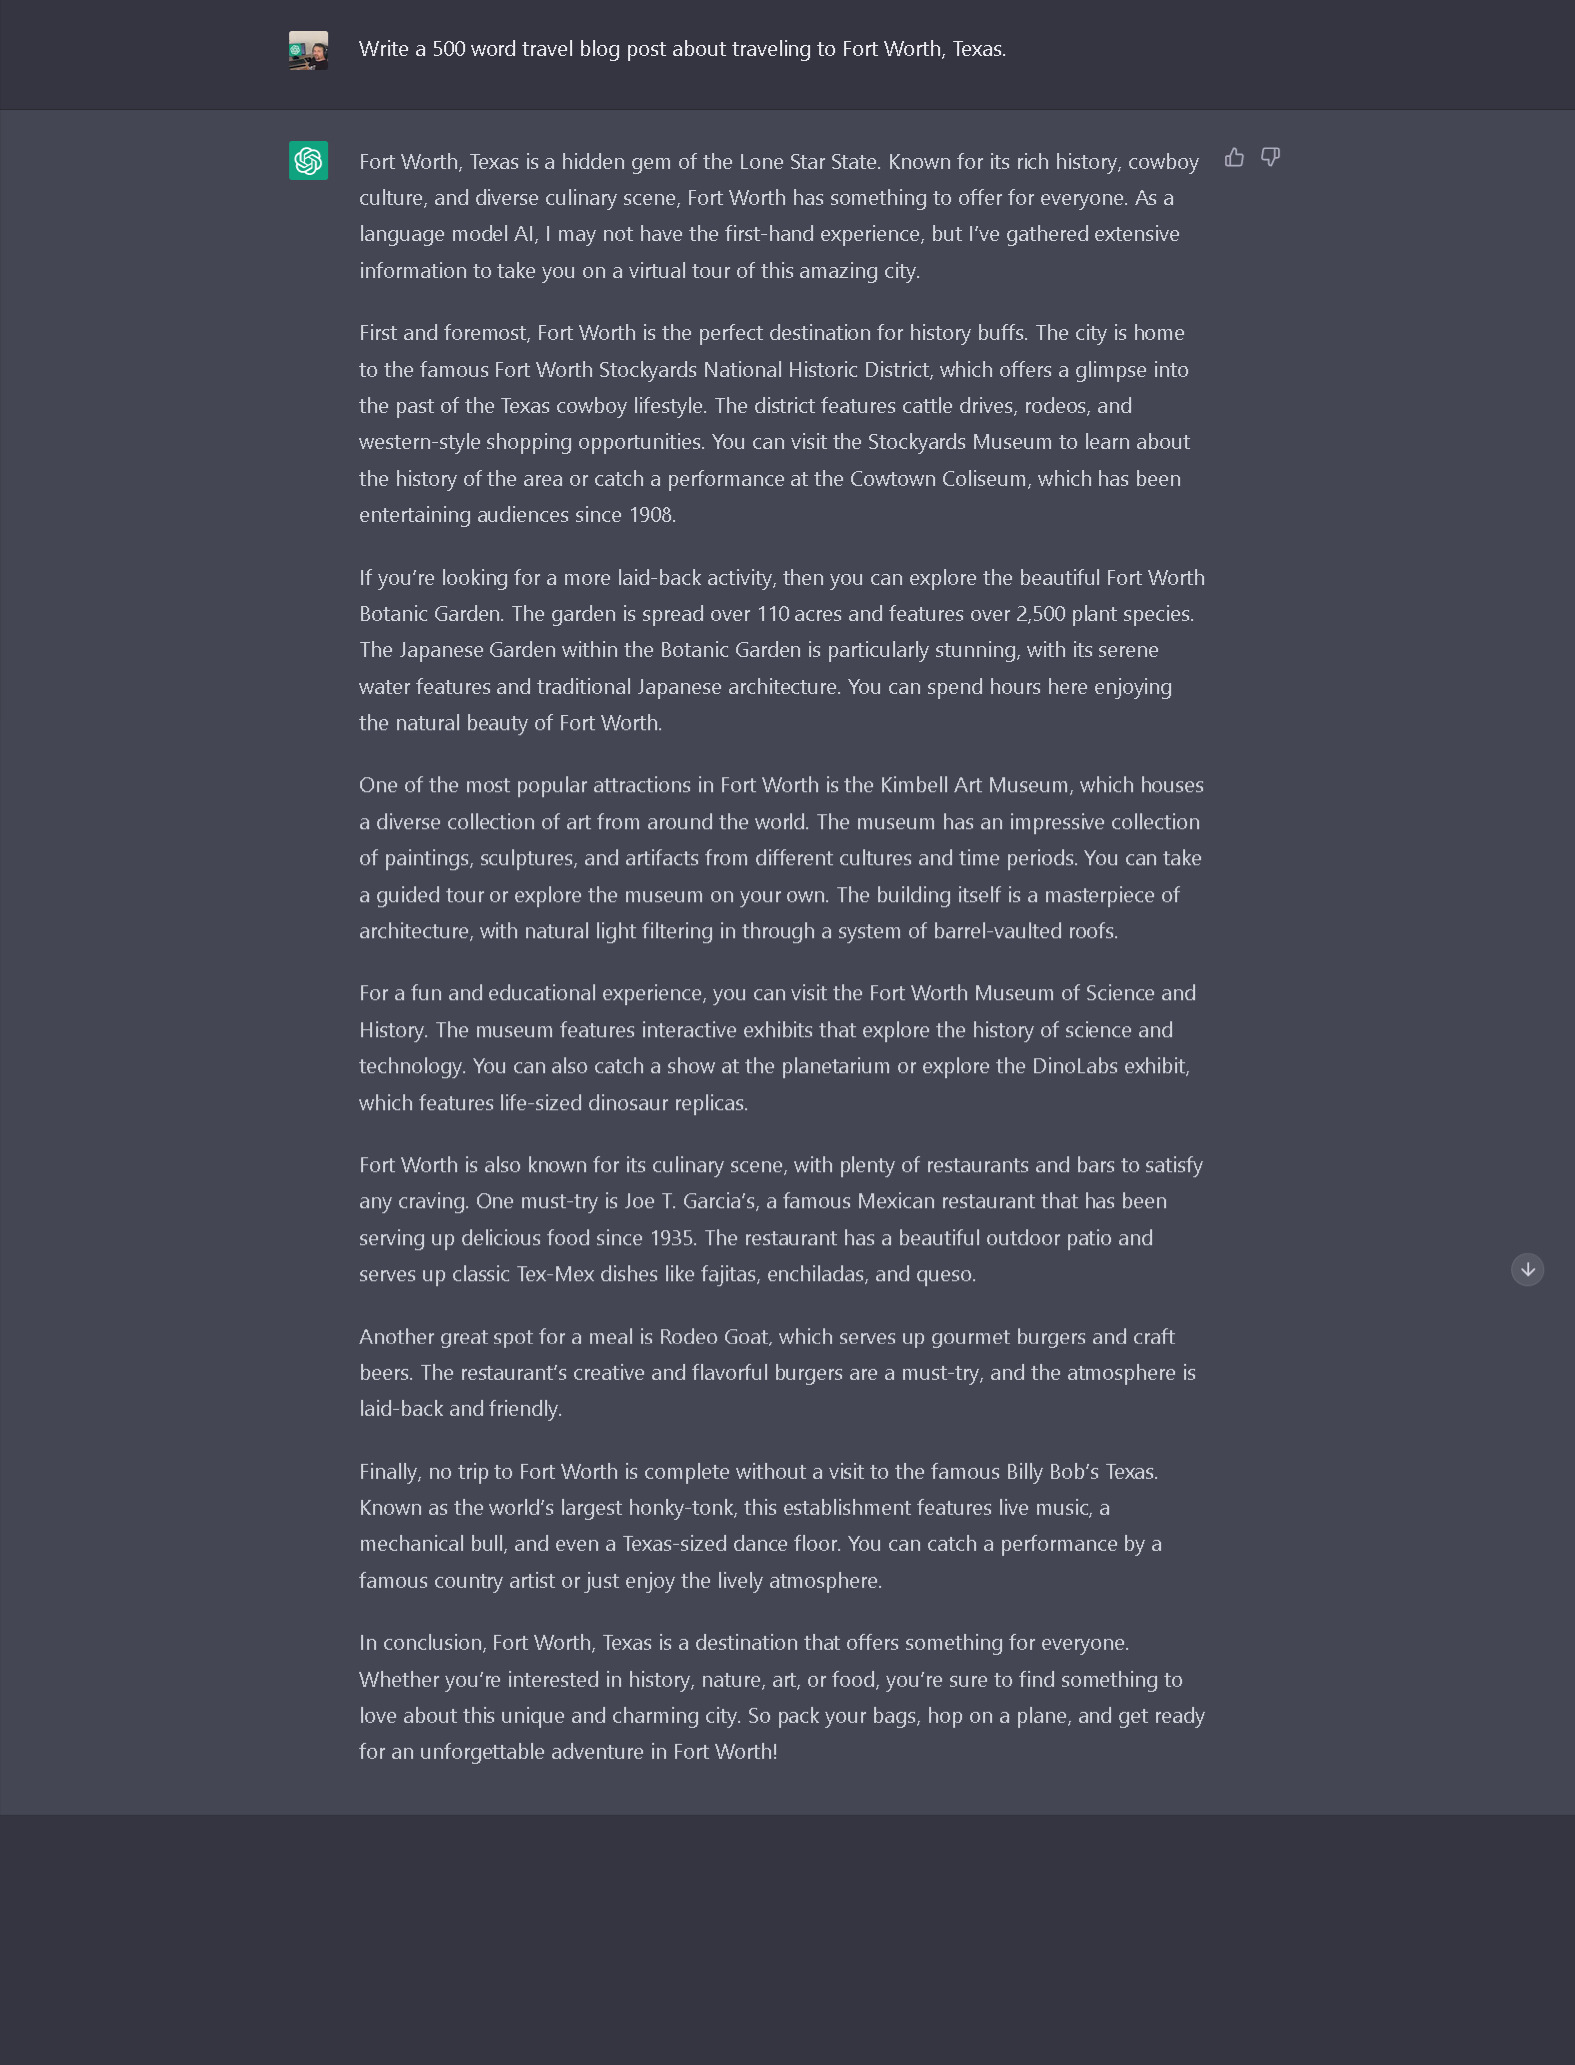 Write a 500 word travel blog post about traveling to Fort Worth, Texas.
Fort Worth, Texas is a hidden gem of the Lone Star State. Known for its rich history, cowboy
culture, and diverse culinary scene, Fort Worth has something to offer for everyone. As a
language model AI, I may not have the first-hand experience, but I’ve gathered extensive
information to take you on a virtual tour of this amazing city.
First and foremost, Fort Worth is the perfect destination for history buffs. The city is home
to the famous Fort Worth Stockyards National Historic District, which offers a glimpse into
the past of the Texas cowboy lifestyle. The district features cattle drives, rodeos, and
western-style shopping opportunities. You can visit the Stockyards Museum to learn about
the history of the area or catch a performance at the Cowtown Coliseum, which has been
entertaining audiences since 1908.
If you’re looking for a more laid-back activity, then you can explore the beautiful Fort Worth
Botanic Garden. The garden is spread over 110 acres and features over 2,500 plant species.
The Japanese Garden within the Botanic Garden is particularly stunning, with its serene
water features and traditional Japanese architecture. You can spend hours here enjoying
the natural beauty of Fort Worth.
One of the most popular attractions in Fort Worth is the Kimbell Art Museum, which houses
a diverse collection of art from around the world. The museum has an impressive collection
of paintings, sculptures, and artifacts from different cultures and time periods. You can take
a guided tour or explore the museum on your own. The building itself is a masterpiece of
architecture, with natural light filtering in through a system of barrel-vaulted roofs.
For a fun and educational experience, you can visit the Fort Worth Museum of Science and
History. The museum features interactive exhibits that explore the history of science and
technology. You can also catch a show at the planetarium or explore the DinoLabs exhibit,
which features life-sized dinosaur replicas.
Fort Worth is also known for its culinary scene, with plenty of restaurants and bars to satisfy
any craving. One must-try is Joe T. Garcia’s, a famous Mexican restaurant that has been
serving up delicious food since 1935. The restaurant has a beautiful outdoor patio and
serves up classic Tex-Mex dishes like fajitas, enchiladas, and queso.
Another great spot for a meal is Rodeo Goat, which serves up gourmet burgers and craft
beers. The restaurant’s creative and flavorful burgers are a must-try, and the atmosphere is
laid-back and friendly.
Finally, no trip to Fort Worth is complete without a visit to the famous Billy Bob’s Texas.
Known as the world’s largest honky-tonk, this establishment features live music, a
mechanical bull, and even a Texas-sized dance floor. You can catch a performance by a
famous country artist or just enjoy the lively atmosphere.
In conclusion, Fort Worth, Texas is a destination that offers something for everyone.
Whether you’re interested in history, nature, art, or food, you’re sure to find something to
love about this unique and charming city. So pack your bags, hop on a plane, and get ready
for an unforgettable adventure in Fort Worth!